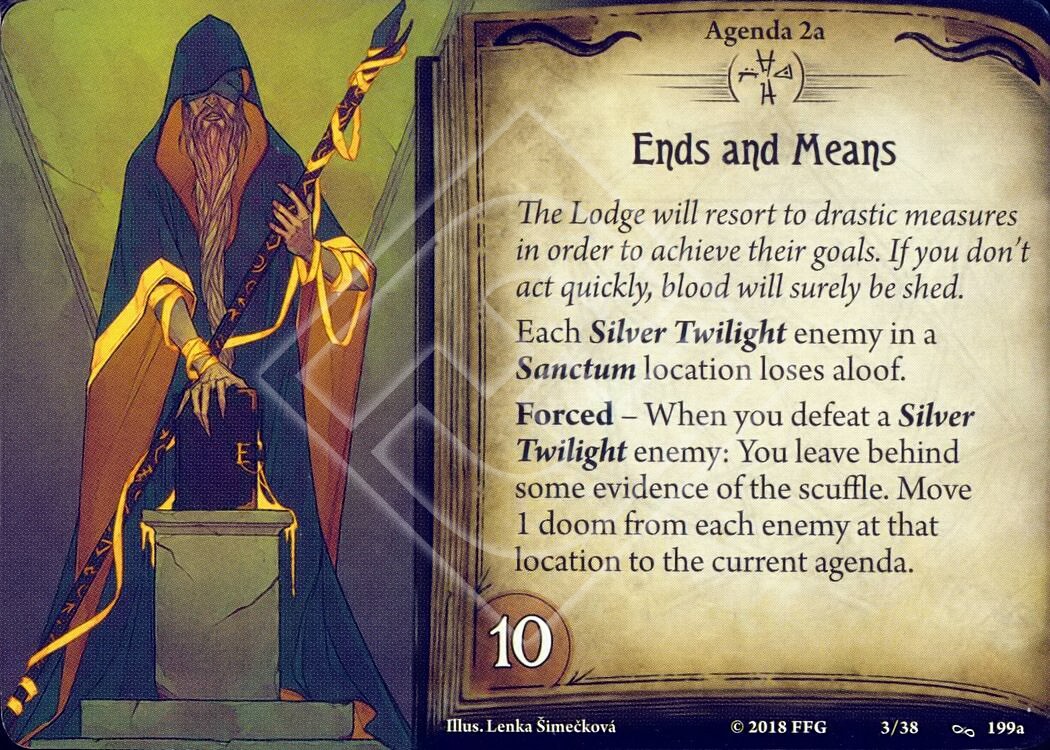 Agenda 2a
Ends and Means
The Lodge will resort to drastic measures
in order to achieve their goals. If you don't
act quickly, blood will surely be shed.
Each Silver Twilight enemy in a
Sanctum location loses aloof.
Forced – When you defeat a Silver
Twilight enemy: You leave behind
some evidence of the scuffle. Move
1 doom from each enemy at that
location to the current agenda.
10
E
Illus. Lenka Šimečková
© 2018 FFG
3/38
199a